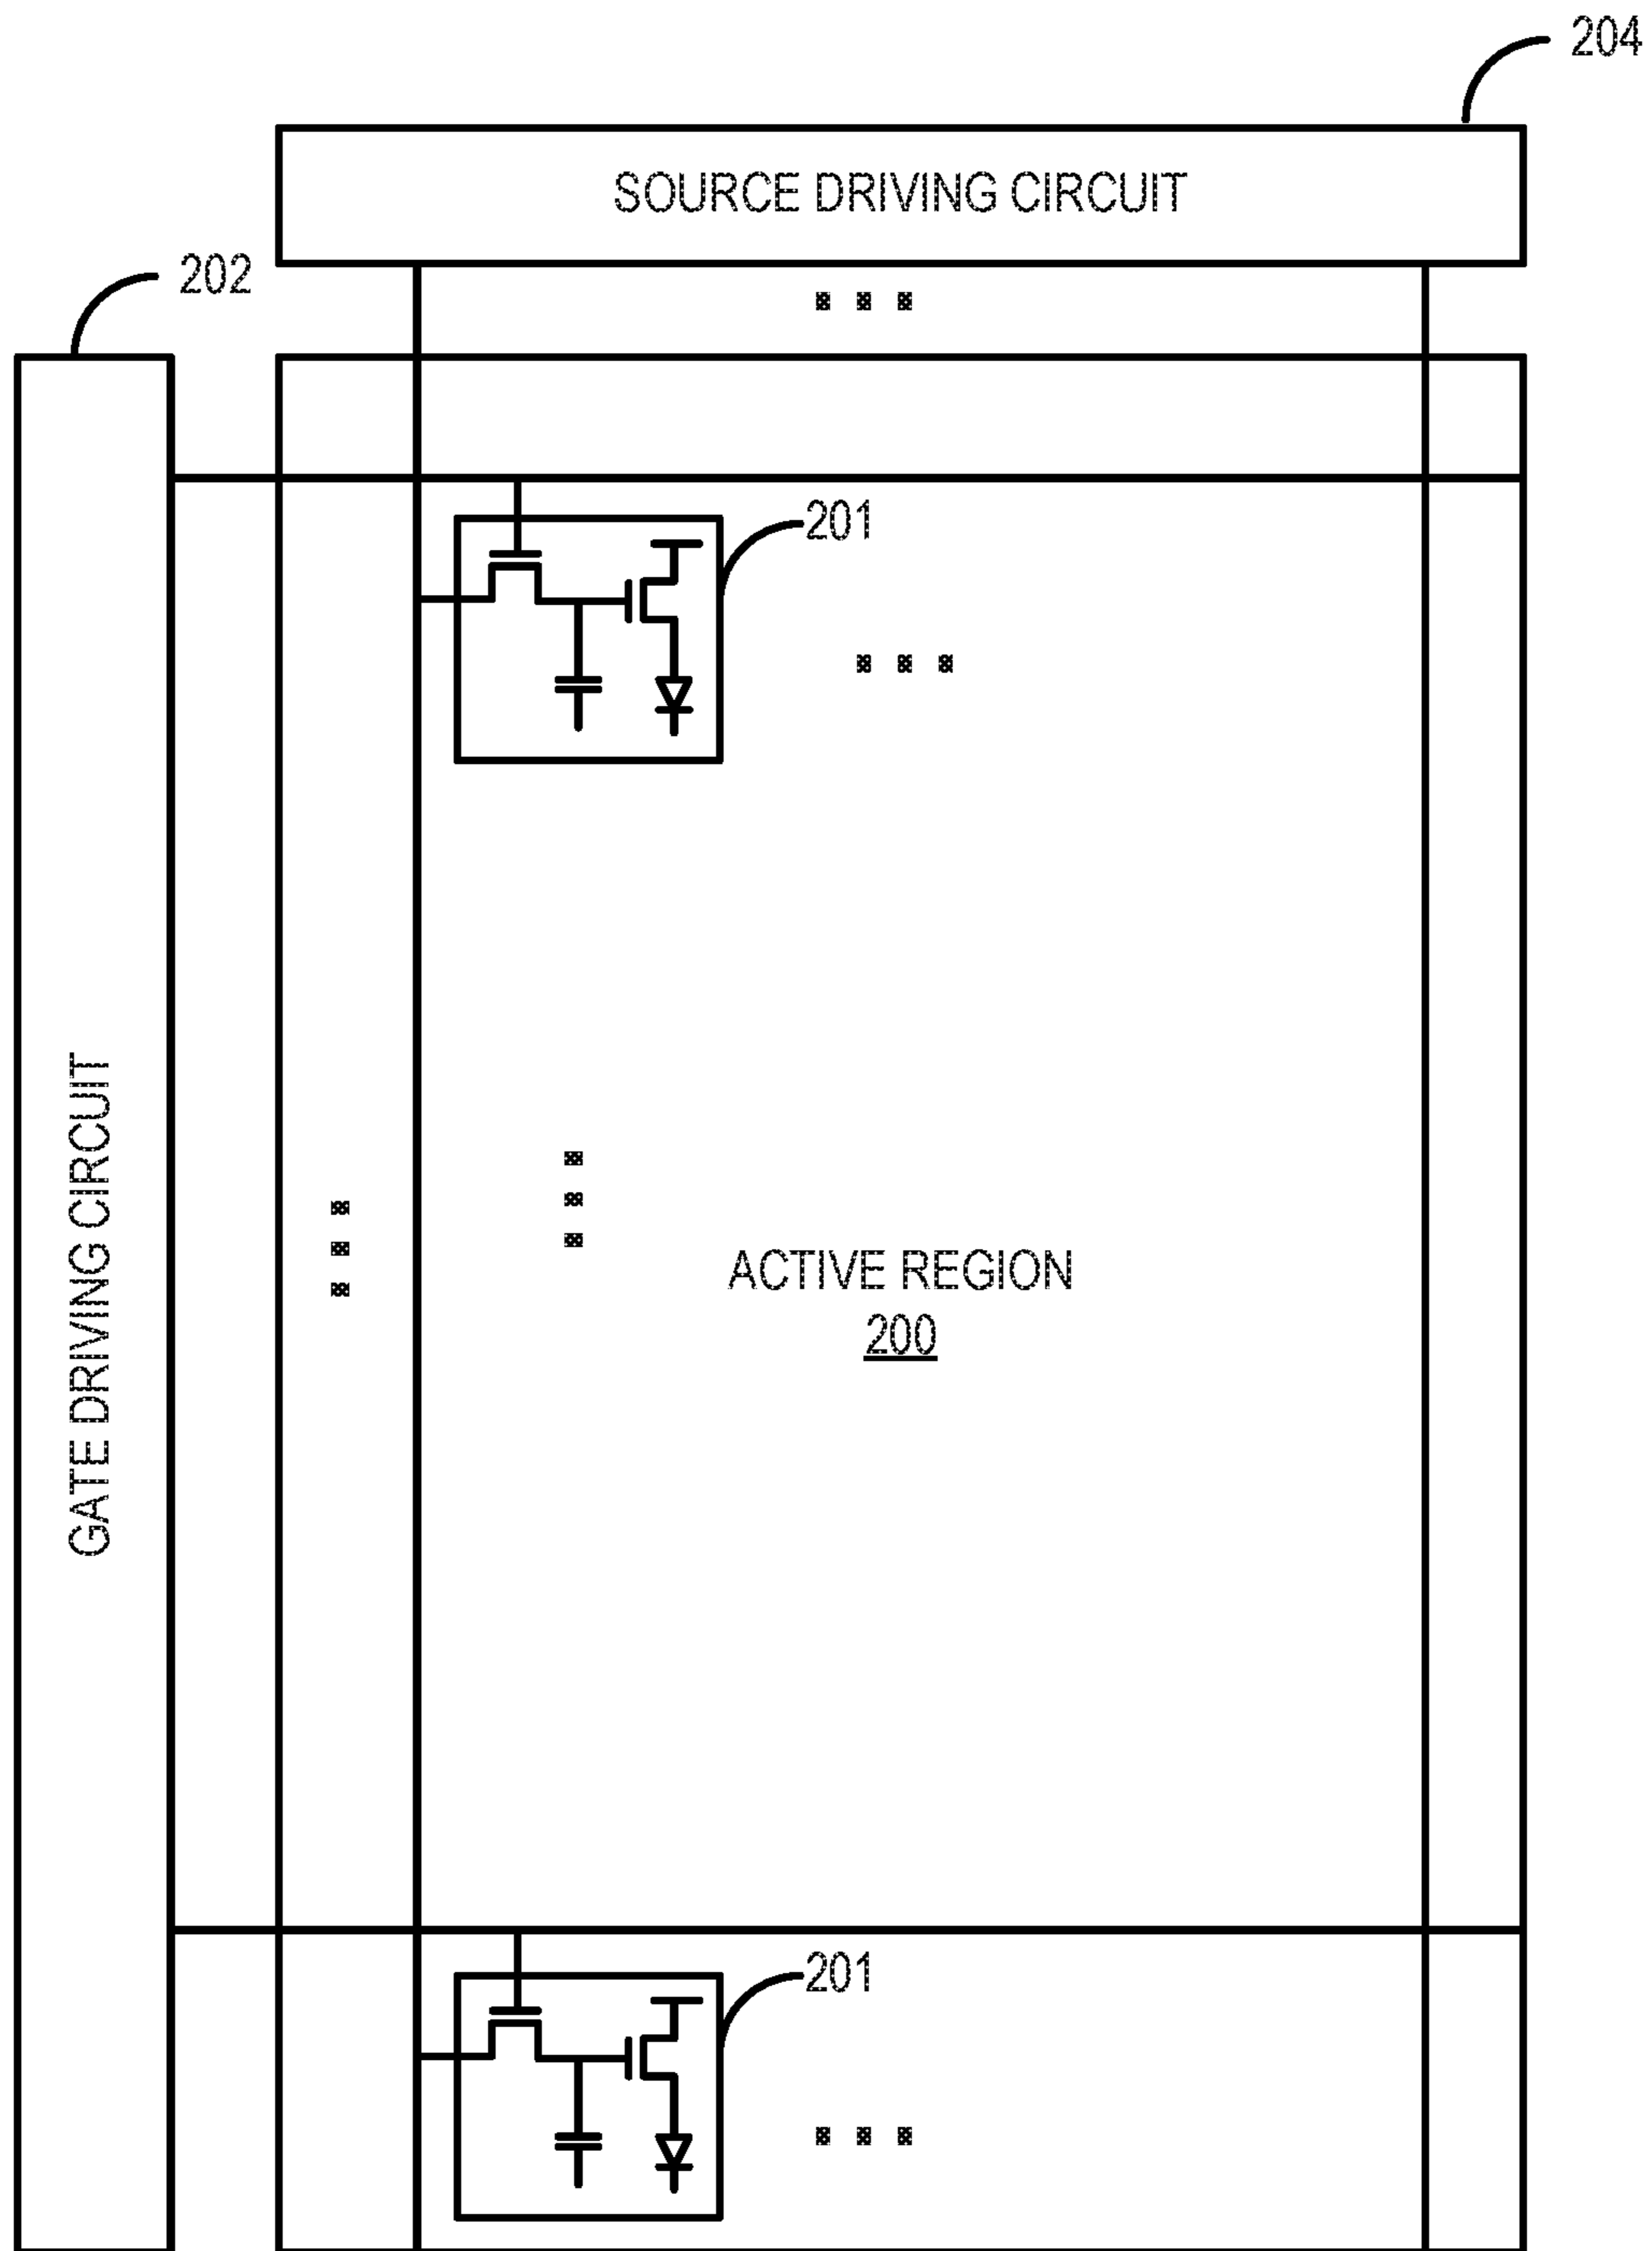 204
SOURCE DRIVING CIRCUIT
202
201
GATE DRIVING CIRCUIT
ACTIVE REGION
200
201